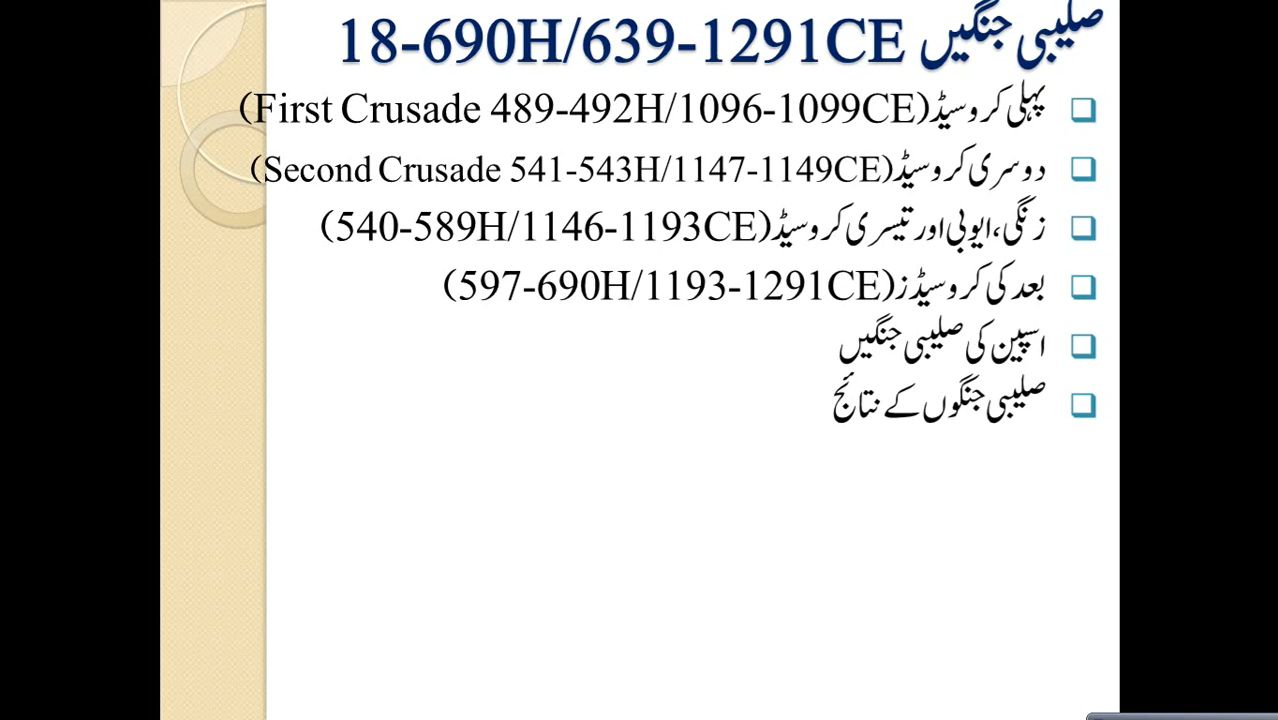 صلیبی جنگیں 18-690H/639-1291CE
پہلی کروسیڈ (First Crusade 489-492H/1096-1099CE)
دوسری کروسیڈ (Second Crusade 541-543H/1147-1149CE)
زنگی، ایوبی اور تیسری کروسیڈ (540-589H/1146-1193CE)
بعد کی کروسیڈز (597-690H/1193-1291CE)
اسپین کی صلیبی جنگیں
صلیبی جنگوں کے نتائج